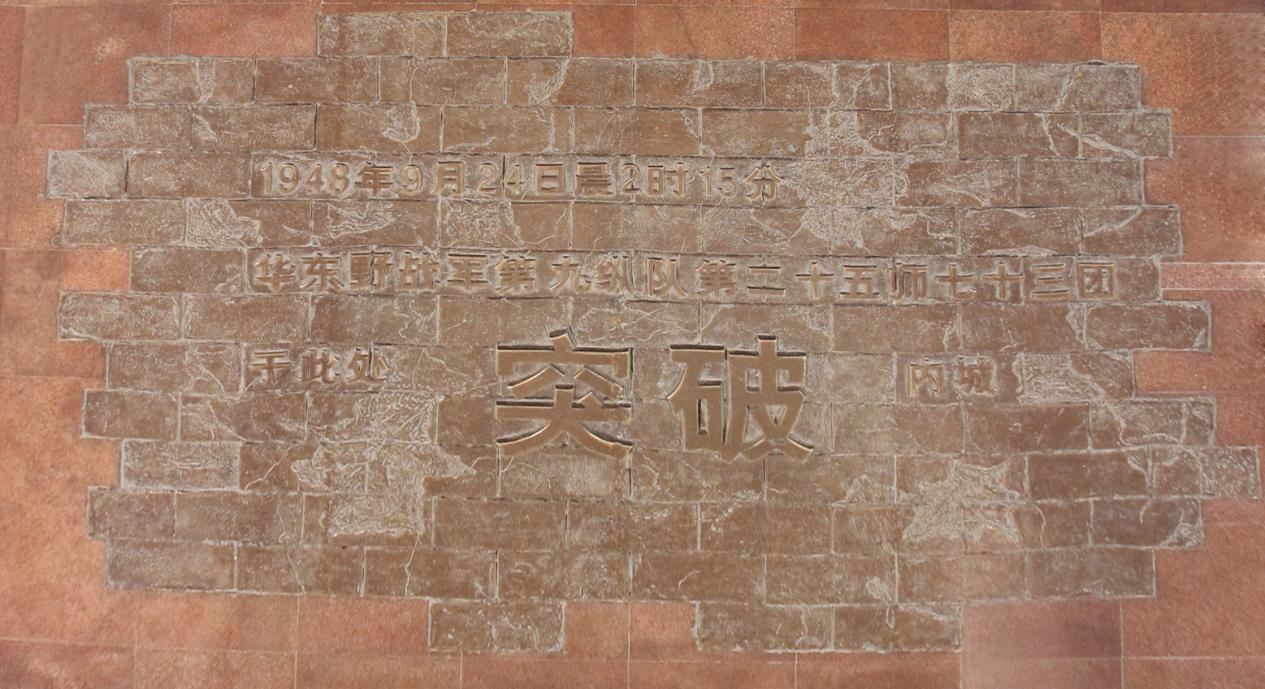 1948年9月24日晨2时15分
华东野战军第九纵队第二十五师七十三团
于此处 突破 内城